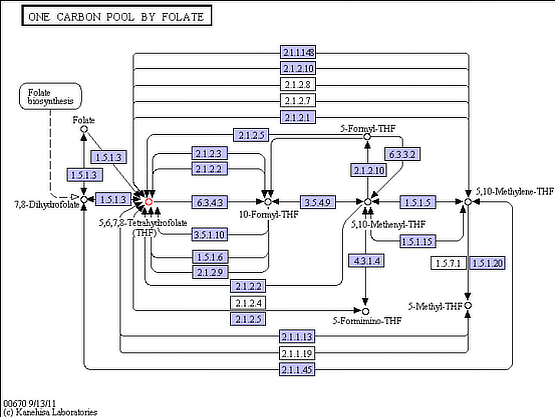 ONE CARBON POOL BY FOLATE
2.1.1.148
2.1.2.10
2.1.2.8
2.1.2.7
2.1.2.1
Folate
biosynthesis
Folate
5-Formyl-THF
2.1.2.5
2.1.2.3
2.1.2.2
6.3.3.2
2.1.2.10
1.5.1.3
1.5.1.3
1.5.1.3
6.3.4.3
3.5.4.9
1.5.1.5
5,10-Methylene-THF
7,8-Dihydrofolate
5,6,7,8-Tetrahydrofolate
(THF)
10-Formyl-THF
5,10-Methenyl-THF
3.5.1.10
1.5.1.15
1.5.1.6
2.1.2.9
4.3.1.4
1.5.7.1
1.5.1.20
2.1.2.2
2.1.2.4
2.1.2.5
5-Formimino-THF
5-Methyl-THF
2.1.1.13
2.1.1.19
2.1.1.45
00670 9/13/11
(c) Kanehisa Laboratories